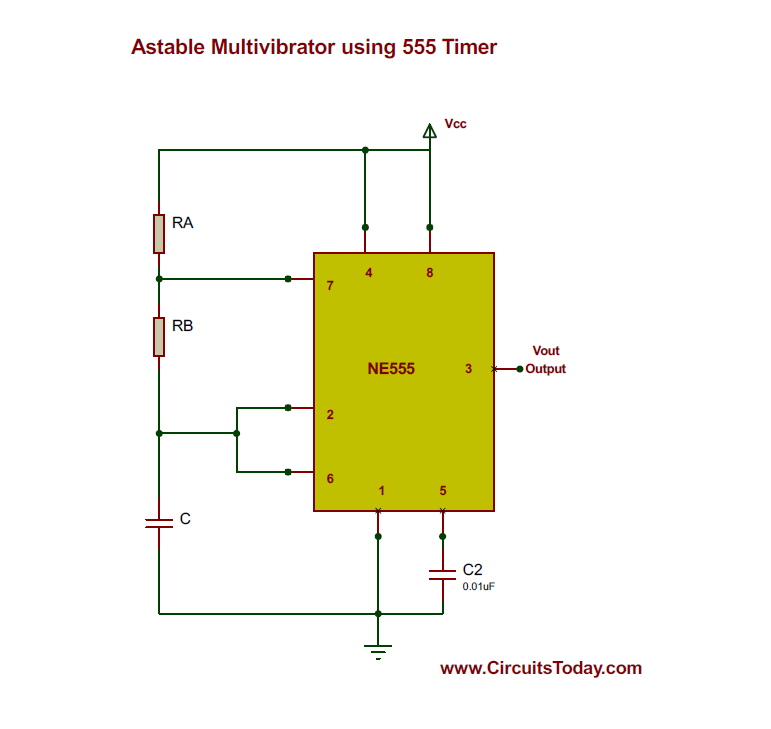 Astable Multivibrator using 555 Timer
Vcc
RA
4
8
7
RB
Vout
NE555
3
Output
2
6
1
5
C
C2
0.01uF
www.CircuitsToday.com